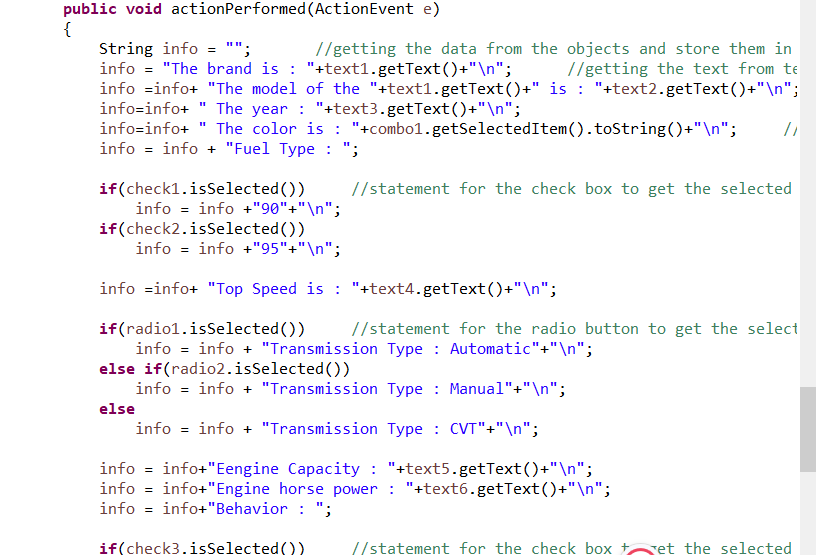 public void actionPerformed(ActionEvent e)
{
String info = "";       //getting the data from the objects and store them in
info = "The brand is : "+text1.getText()+"\n";      //getting the text from
info =info+ "The model of the "+text1.getText()+" is : "+text2.getText()+"\n";
info=info+ " The year : "+text3.getText()+"\n";
info=info+ " The color is : "+combo1.getSelectedItem().toString()+"\n";     //
info = info + "Fuel Type : ";
if(check1.isSelected())     //statement for the check box to get the selected
info = info +"90"+"\n";
if(check2.isSelected())
info = info +"95"+"\n";
info =info+ "Top Speed is : "+text4.getText()+"\n";
if(radio1.isSelected())     //statement for the radio button to get the
info = info + "Transmission Type : Automatic"+"\n";
else if(radio2.isSelected())
info = info + "Transmission Type : Manual"+"\n";
else
info = info + "Transmission Type : CVT"+"\n";
info = info+"Eengine Capacity : "+text5.getText()+"\n";
info = info+"Engine horse power : "+text6.getText()+"\n";
info = info+"Behavior : ";
if(check3.isSelected())     //statement for the check box the selected